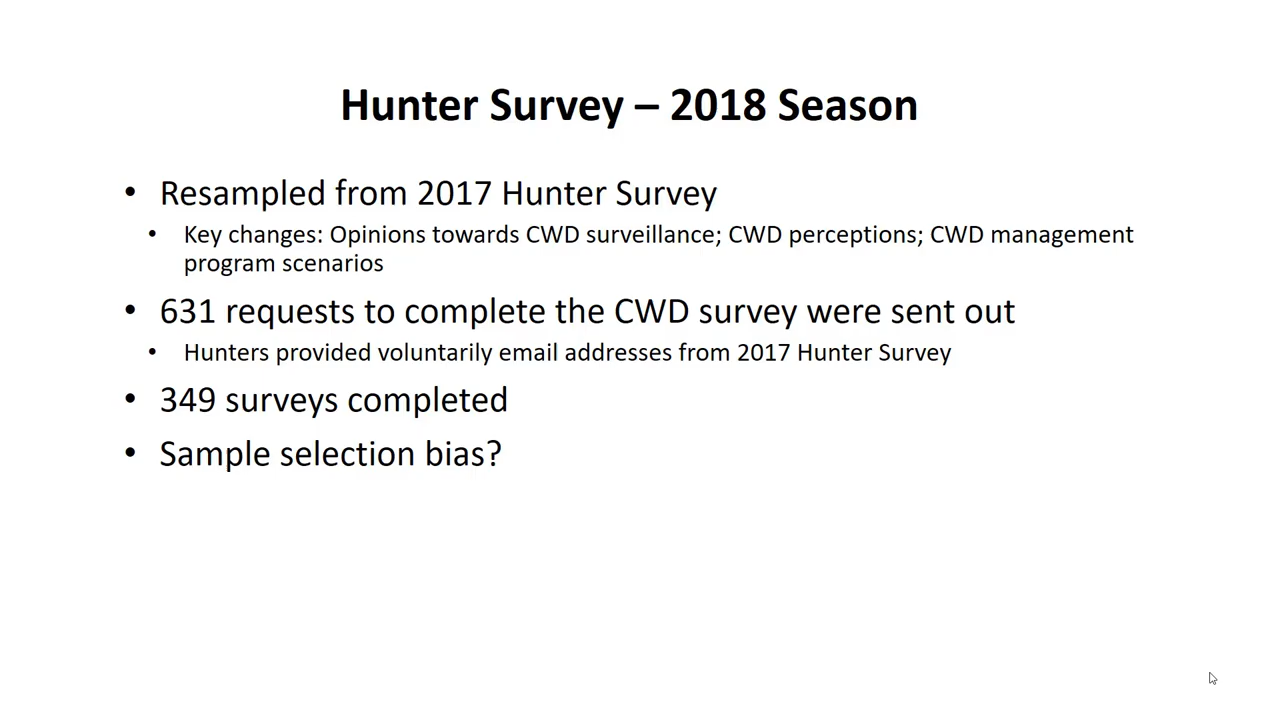 Hunter Survey – 2018 Season
• Resampled from 2017 Hunter Survey
• Key changes: Opinions towards CWD surveillance; CWD perceptions; CWD management
program scenarios
• 631 requests to complete the CWD survey were sent out
• Hunters provided voluntarily email addresses from 2017 Hunter Survey
• 349 surveys completed
• Sample selection bias?